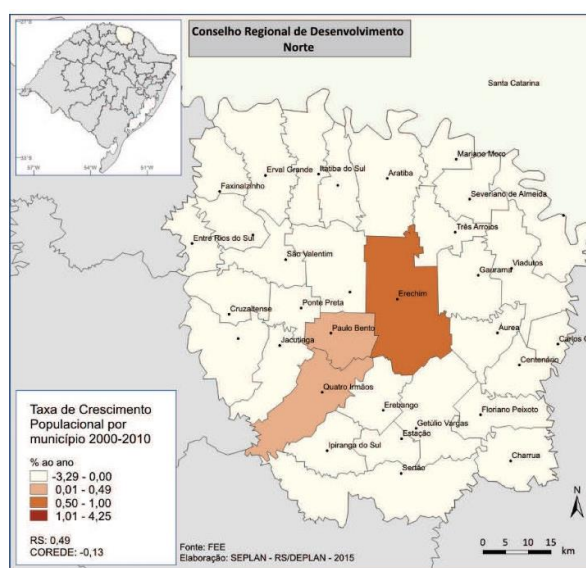 Conselho Regional de Desenvolvimento
Norte
Santa Catarina
Mariano Moro
Erval Grande
Itatiba do Sul
Aratiba
Faxinalzinho
Severiano de Almeida
Três Arroios
Entre Rios do Sul
São Valentim
Gaurama
Viadutos
Erechim
Cruzaltense
Ponte Preta
Paulo Bento
Áurea
Jacutinga
Carlos G
Centenário
Quatro Irmãos
Erebango
Floriano Peixoto
Getúlio Vargas
Estação
Ipiranga do Sul
Charrua
Sertão
Taxa de Crescimento
Populacional por
município 2000-2010
% ao ano
-3,29 - 0,00
0,01 - 0,49
0,50 - 1,00
1,01 - 4,25
RS: 0,49
COREDE: -0,13
Fonte: FEE
Elaboração: SEPLAN - RS/DEPLAN - 2015
N
0 5 10 15
km